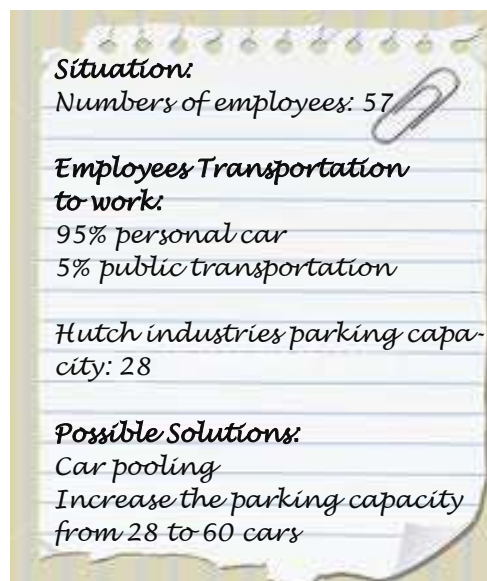 Situation:
Numbers of employees: 57
Employees Transportation
to work:
95% personal car
5% public transportation
Hutch industries parking capa-
city: 28
Possible Solutions:
Car pooling
Increase the parking capacity
from 28 to 60 cars